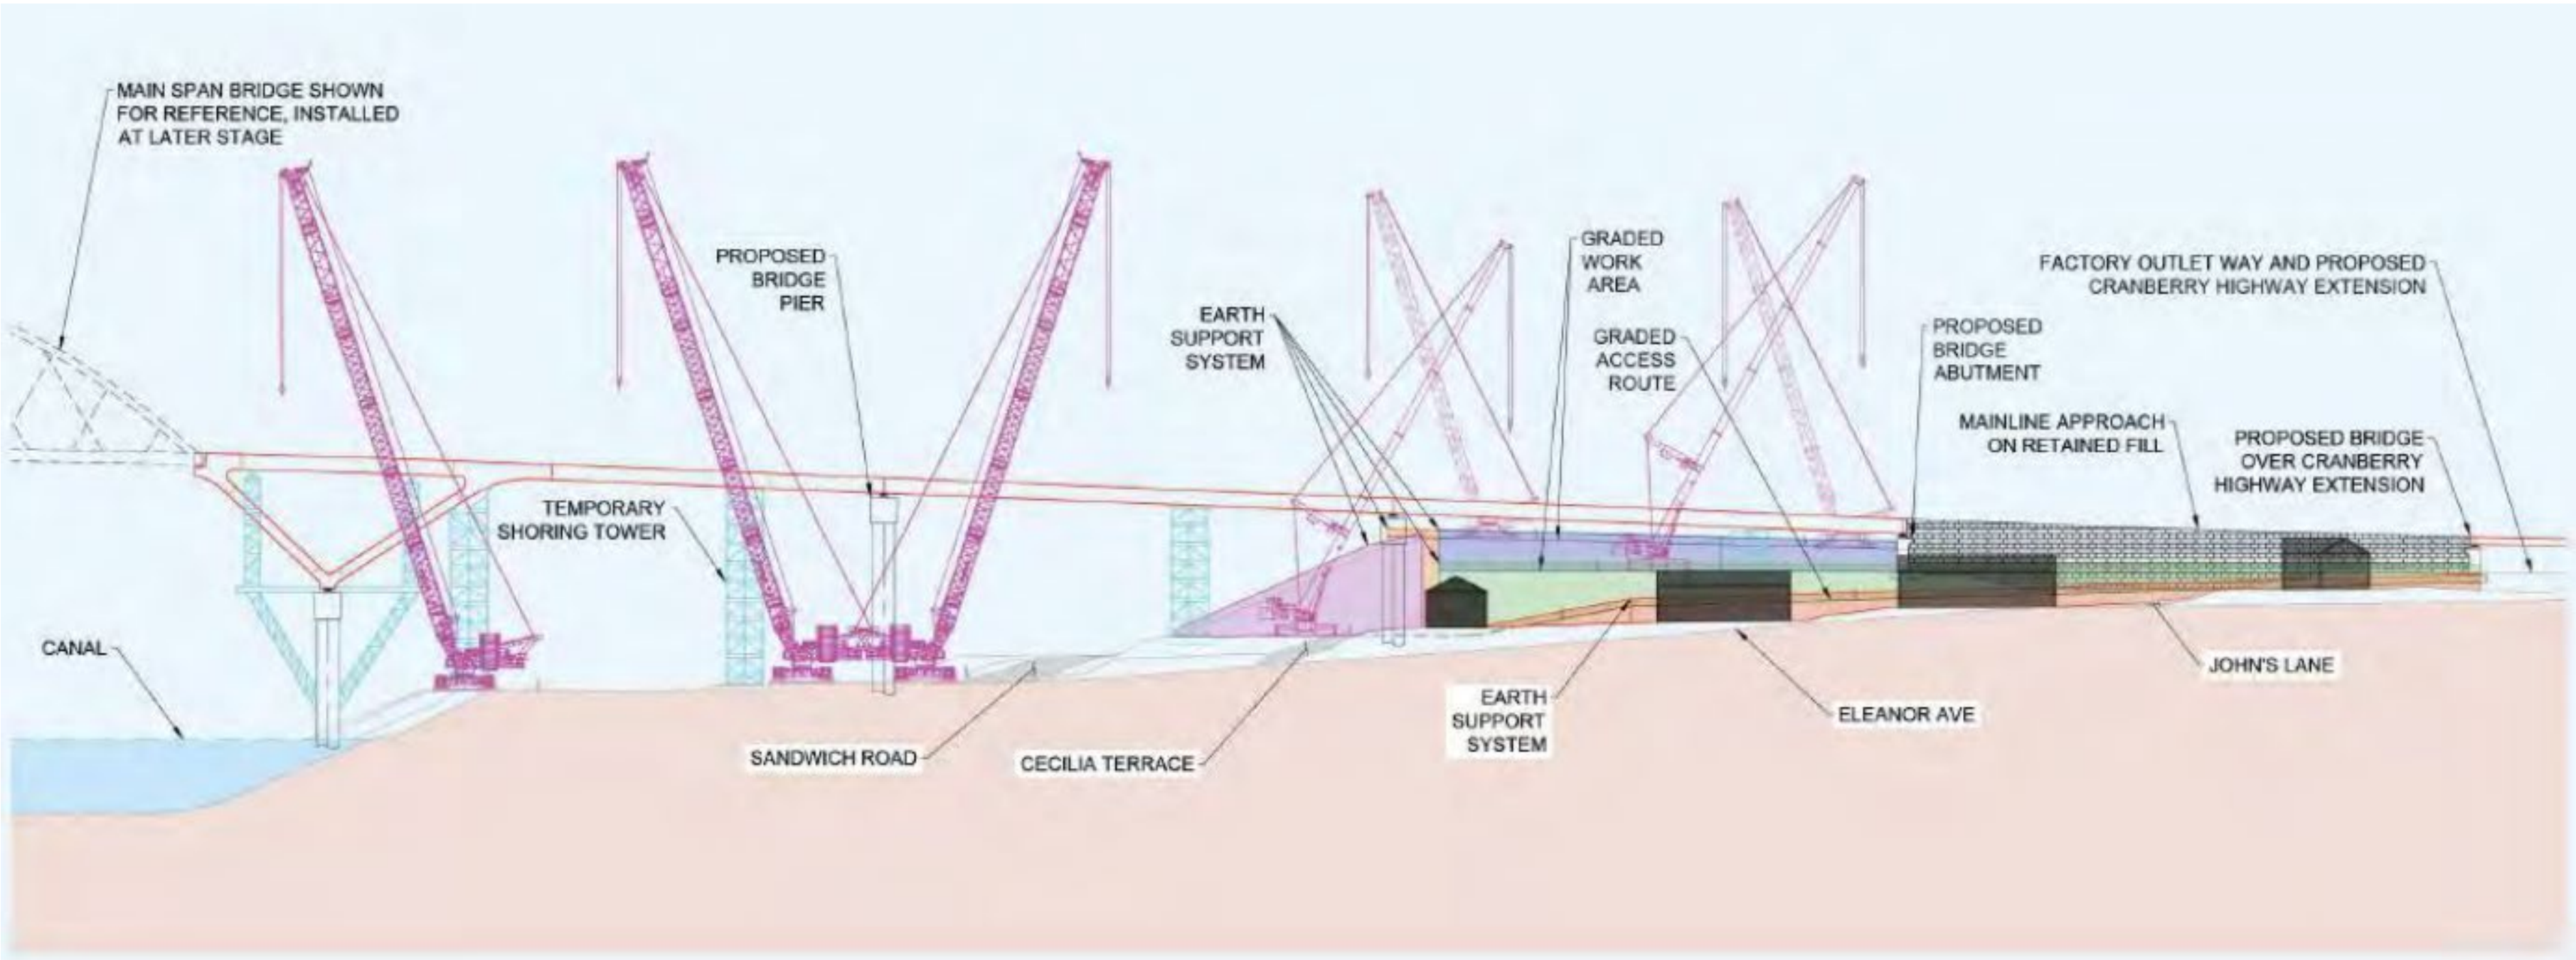 MAIN SPAN BRIDGE SHOWN
FOR REFERENCE, INSTALLED
AT LATER STAGE
PROPOSED
BRIDGE
PIER
TEMPORARY
SHORING TOWER
CANAL
SANDWICH ROAD
CECILIA TERRACE
EARTH
SUPPORT
SYSTEM
GRADED
WORK
AREA
GRADED
ACCESS
ROUTE
EARTH
SUPPORT
SYSTEM
ELEANOR AVE
JOHN'S LANE
PROPOSED
BRIDGE
ABUTMENT
MAINLINE APPROACH
ON RETAINED FILL
FACTORY OUTLET WAY AND PROPOSED
CRANBERRY HIGHWAY EXTENSION
PROPOSED BRIDGE
OVER CRANBERRY
HIGHWAY EXTENSION